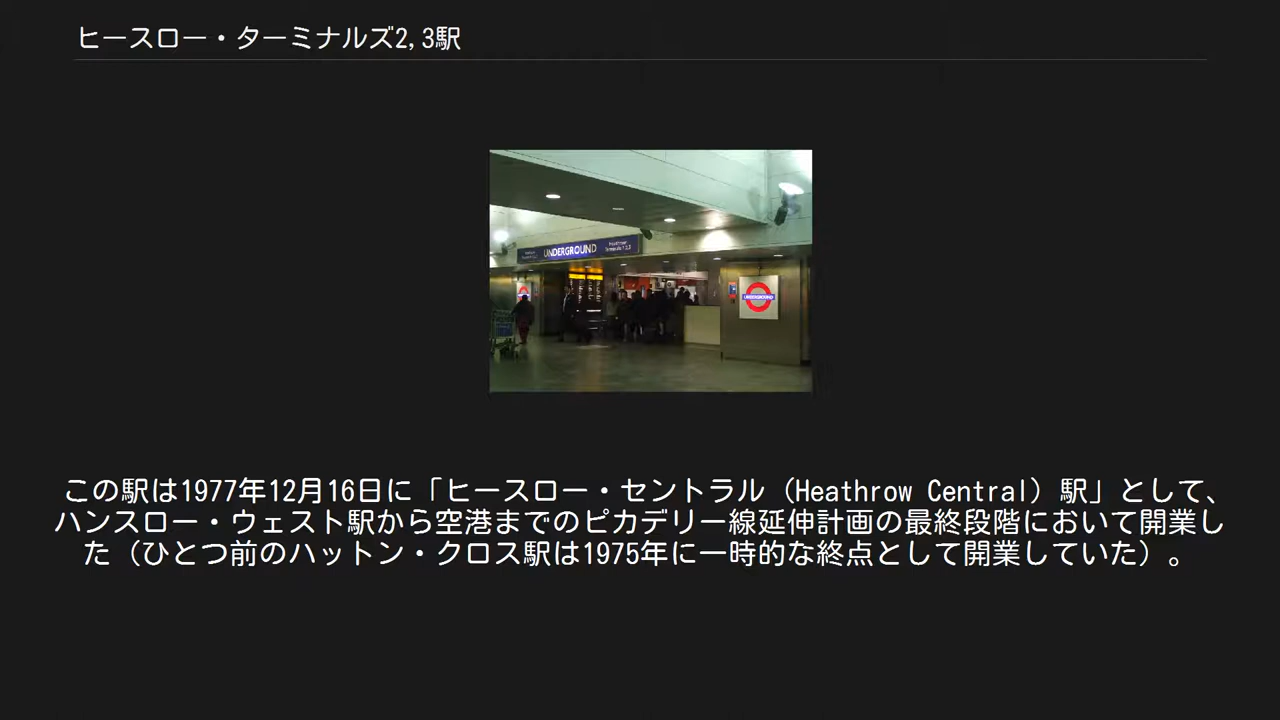 ヒースロー・ターミナルズ2,3駅
UNDERGROUND
UNDERGROUND
この駅は1977年12月16日に「ヒースロー・セントラル（Heathrow Central）駅」として、
ハンスロー・ウェスト駅から空港までのピカデリー線延伸計画の最終段階において開業し
た（ひとつ前のハットン・クロス駅は1975年に一時的な終点として開業していた）。